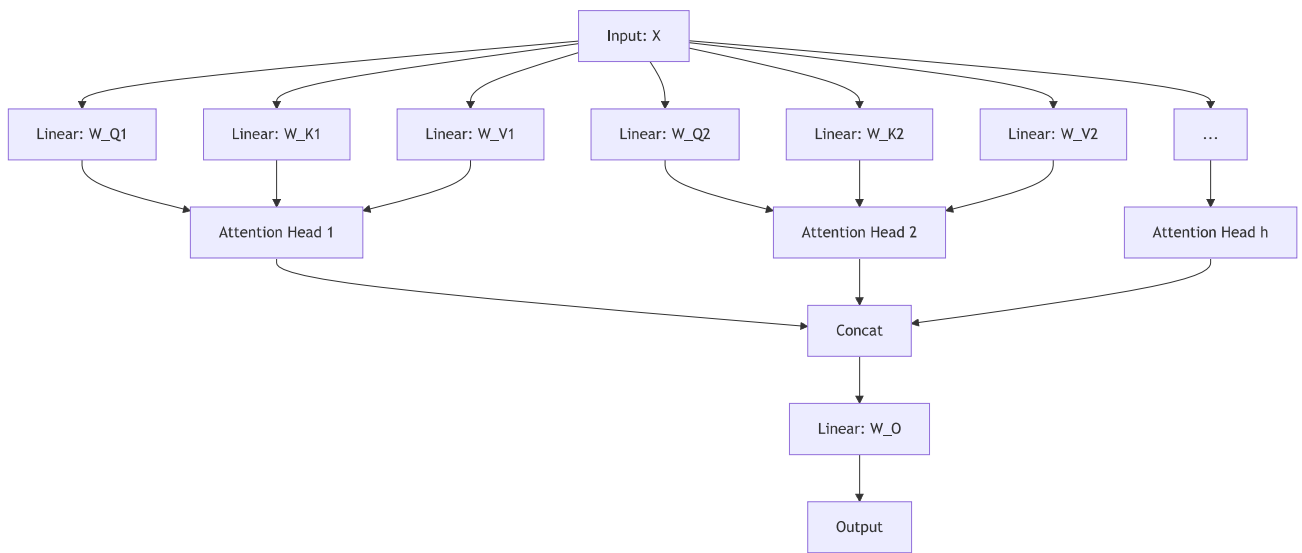 Input: X
Linear: W_Q1
Linear: W_K1
Linear: W_V1
Linear: W_Q2
Linear: W_K2
Linear: W_V2
...
Attention Head 1
Attention Head 2
Attention Head h
Concat
Linear: W_O
Output